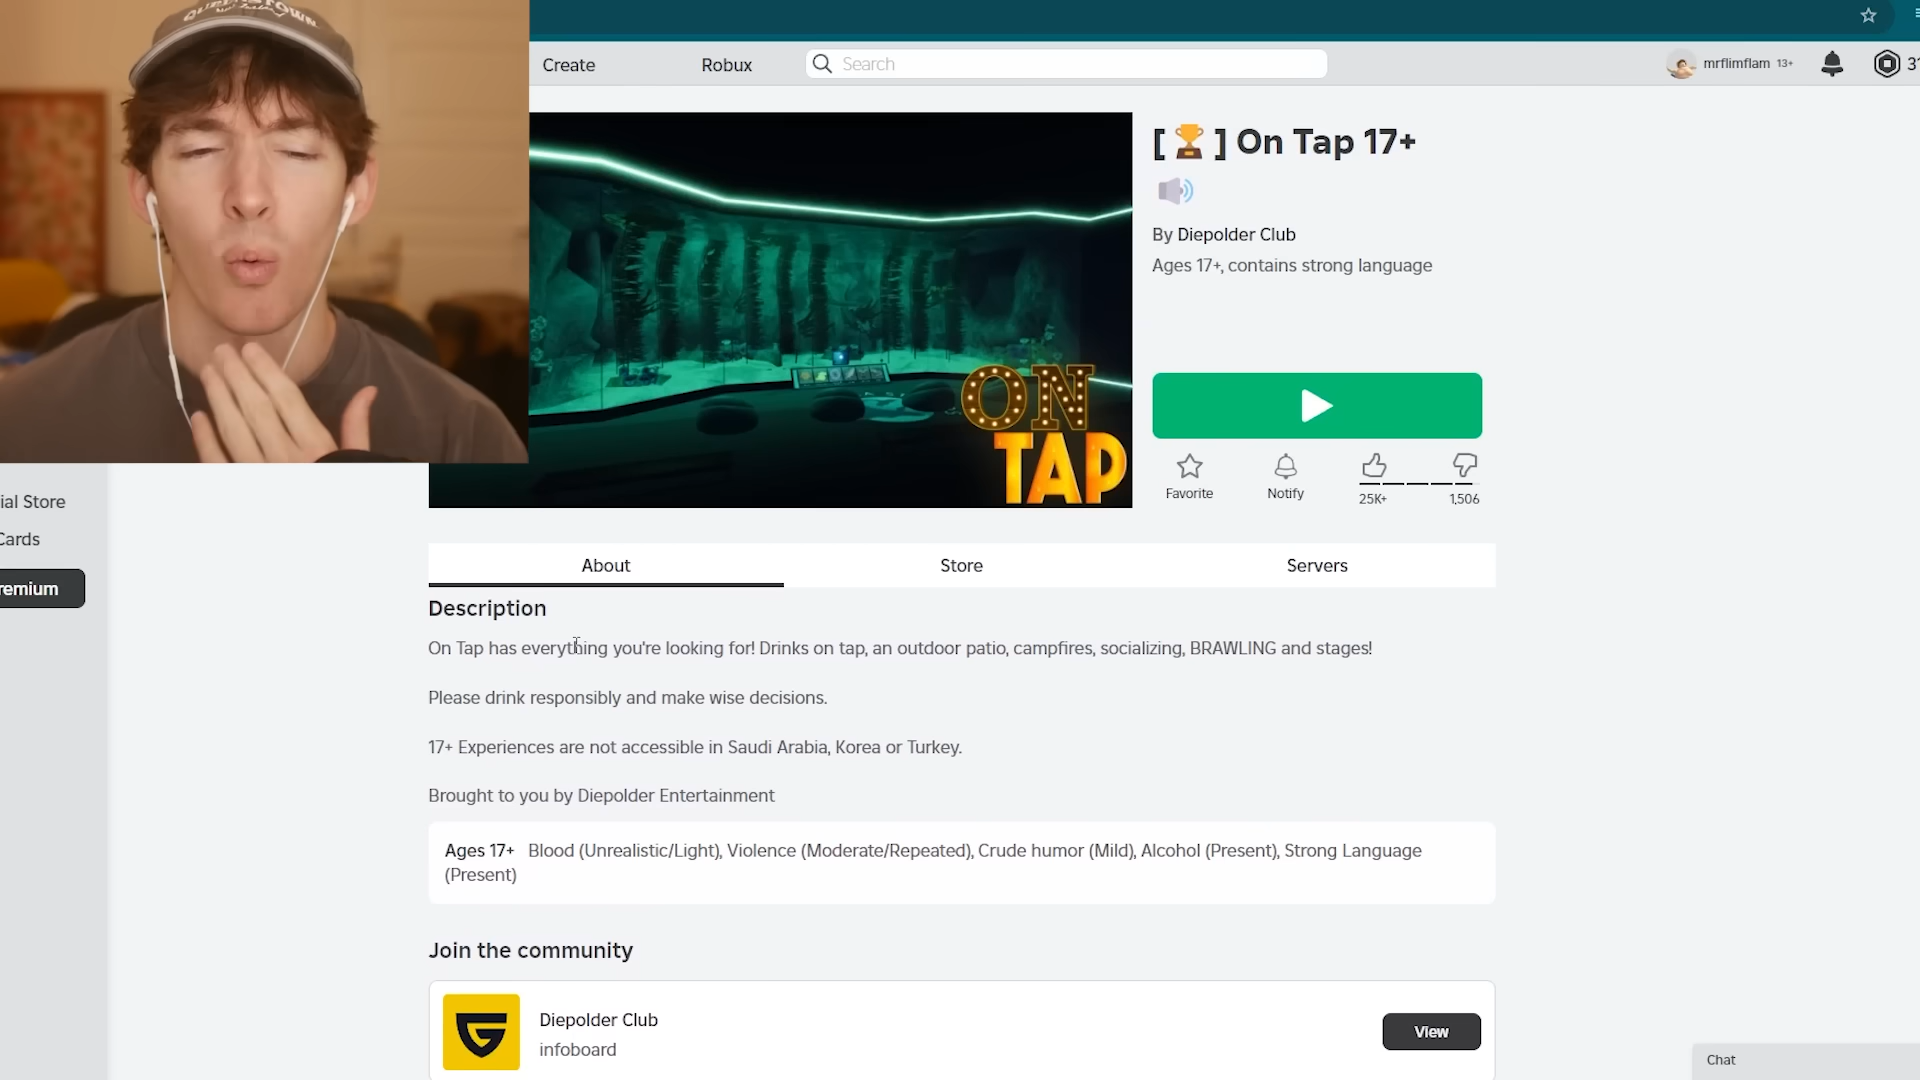 QUEENSTOWN
Create
Robux
Search
mrflimflam 13+
[🏆] On Tap 17+
By Diepolder Club
Ages 17+, contains strong language
ON
TAP
Favorite
Notify
25K+
1,506
ial Store
Cards
remium
About
Store
Servers
Description
On Tap has everything you're looking for! Drinks on tap, an outdoor patio, campfires, socializing, BRAWLING and stages!
Please drink responsibly and make wise decisions.
17+ Experiences are not accessible in Saudi Arabia, Korea or Turkey.
Brought to you by Diepolder Entertainment
Ages 17+ Blood (Unrealistic/Light), Violence (Moderate/Repeated), Crude humor (Mild), Alcohol (Present), Strong Language
(Present)
Join the community
Diepolder Club
infoboard
View
Chat